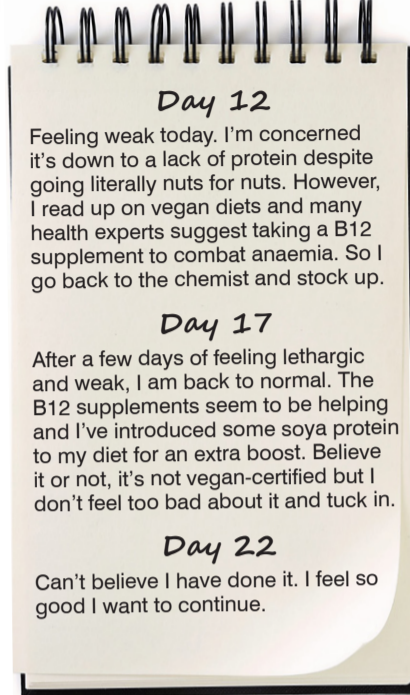 Day 12
Feeling weak today. I'm concerned
it's down to a lack of protein despite
going literally nuts for nuts. However,
I read up on vegan diets and many
health experts suggest taking a B12
supplement to combat anaemia. So I
go back to the chemist and stock up.
Day 17
After a few days of feeling lethargic
and weak, I am back to normal. The
B12 supplements seem to be helping
and I've introduced some soya protein
to my diet for an extra boost. Believe
it or not, it's not vegan-certified but I
don't feel too bad about it and tuck in.
Day 22
Can't believe I have done it. I feel so
good I want to continue.